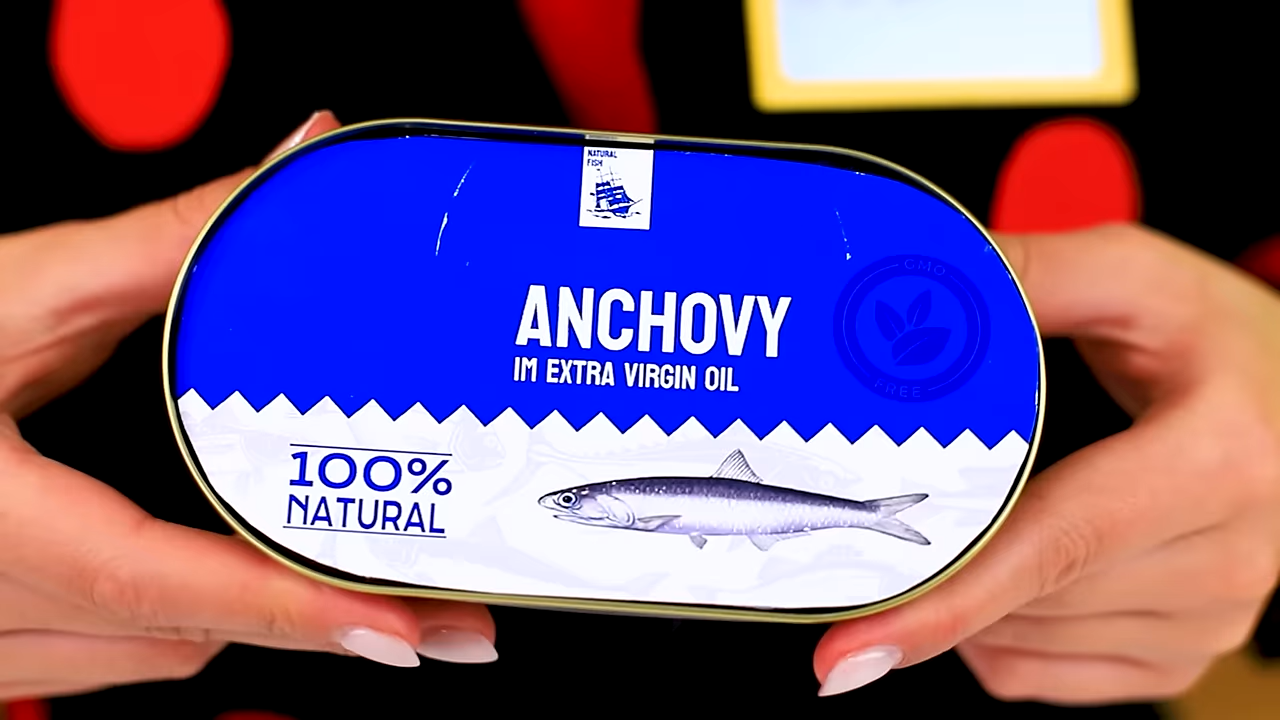 NATURAL
FISH
ANCHOVY
IM EXTRA VIRGIN OIL
GMO
FREE
100%
NATURAL